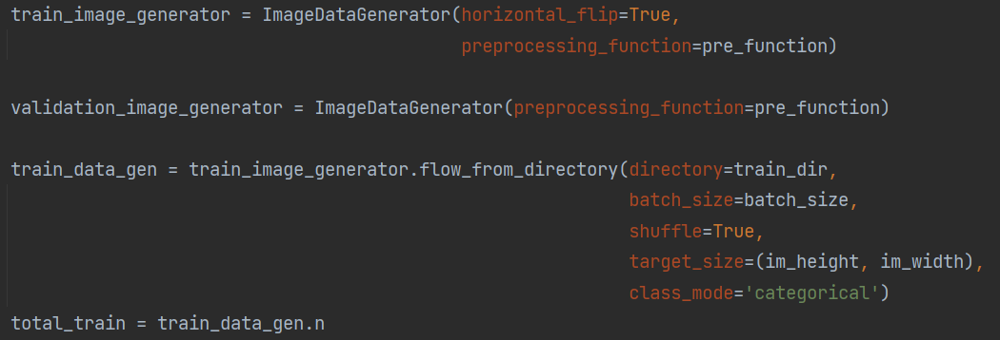 train_image_generator = ImageDataGenerator(horizontal_flip=True,
                                           preprocessing_function=pre_function)

validation_image_generator = ImageDataGenerator(preprocessing_function=pre_function)

train_data_gen = train_image_generator.flow_from_directory(directory=train_dir,
                                                           batch_size=batch_size,
                                                           shuffle=True,
                                                           target_size=(im_height, im_width),
                                                           class_mode='categorical')
total_train = train_data_gen.n